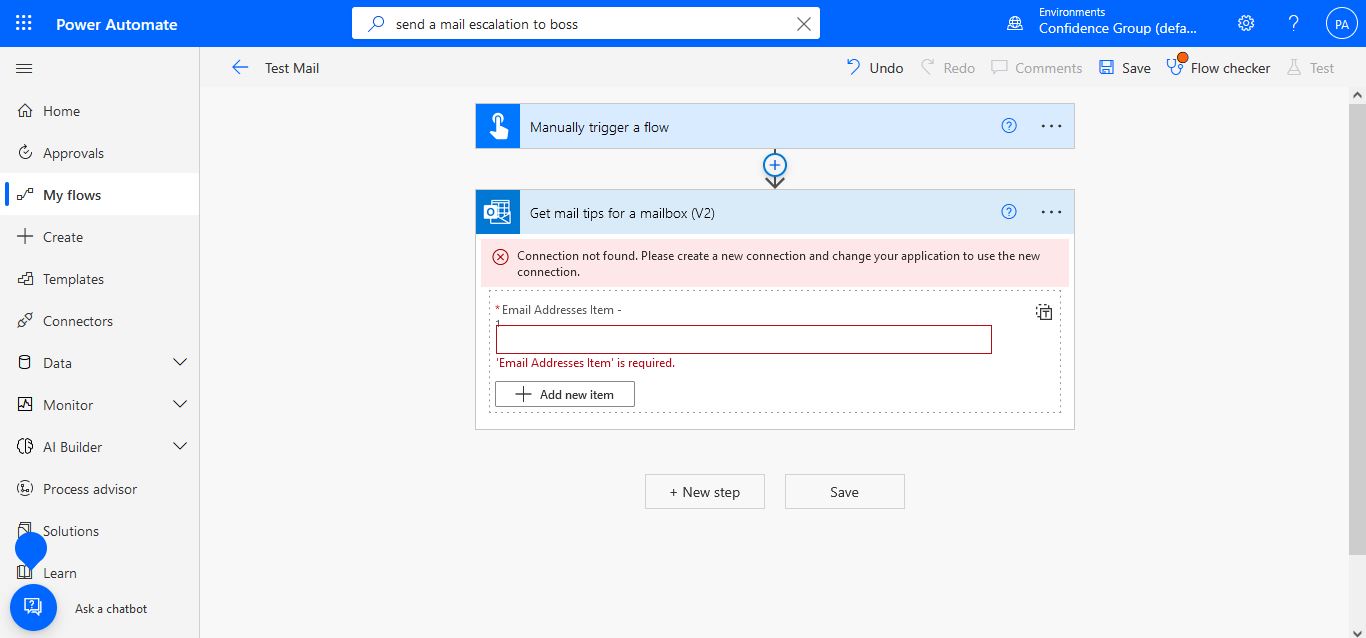 Power Automate
send a mail escalation to boss
Environments
Confidence Group (defa...
?
PA
Test Mail
Undo
Redo
Comments
Save
Flow checker
Test
Home
Approvals
My flows
Create
Templates
Connectors
Data
Monitor
AI Builder
Process advisor
Solutions
Learn
Ask a chatbot
Manually trigger a flow
?
...
Get mail tips for a mailbox (V2)
?
...
Connection not found. Please create a new connection and change your application to use the new
connection.
* Email Addresses Item -
1
'Email Addresses Item' is required.
Add new item
+ New step
Save